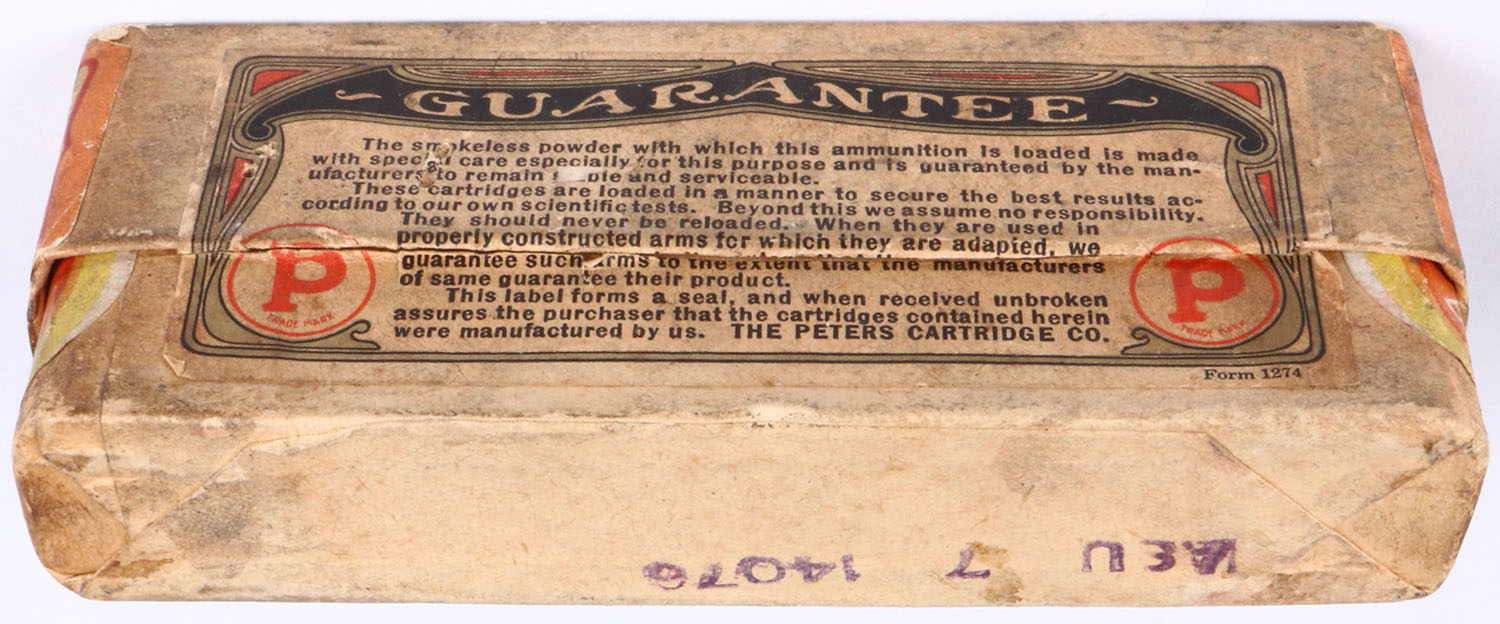 GUARANTEE
The smokeless powder with which this ammunition is loaded is made
with special care especially for this purpose and is guaranteed by the man-
ufacturers to remain stable and serviceable.
These cartridges are loaded in a manner to secure the best results ac-
cording to our own scientific tests. Beyond this we assume no responsibility.
They should never be reloaded. When they are used in
properly constructed arms for which they are adapted, we
guarantee such arms to the extent that the manufacturers
of same guarantee their product.
This label forms a seal, and when received unbroken
assures the purchaser that the cartridges contained herein
were manufactured by us. THE PETERS CARTRIDGE CO.
P
TRADE MARK
P
TRADE MARK
Form 1274